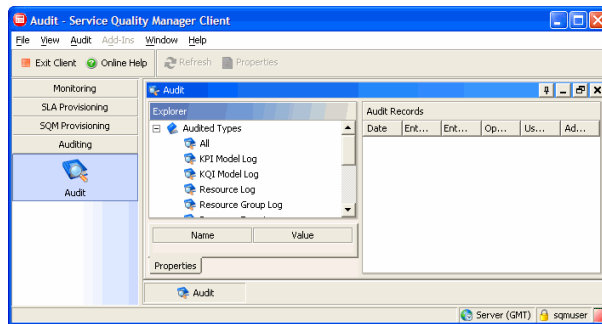 Audit - Service Quality Manager Client
File View Audit Add-Ins Window Help
Exit Client Online Help Refresh Properties
Monitoring
SLA Provisioning
SQM Provisioning
Auditing
Audit
Audit
Explorer
Audited Types
All
KPI Model Log
KQI Model Log
Resource Log
Resource Group Log
Name Value
Properties
Audit Records
Date Ent... Ent... Op... Us... Ad...
Audit
Server (GMT) sqmuser